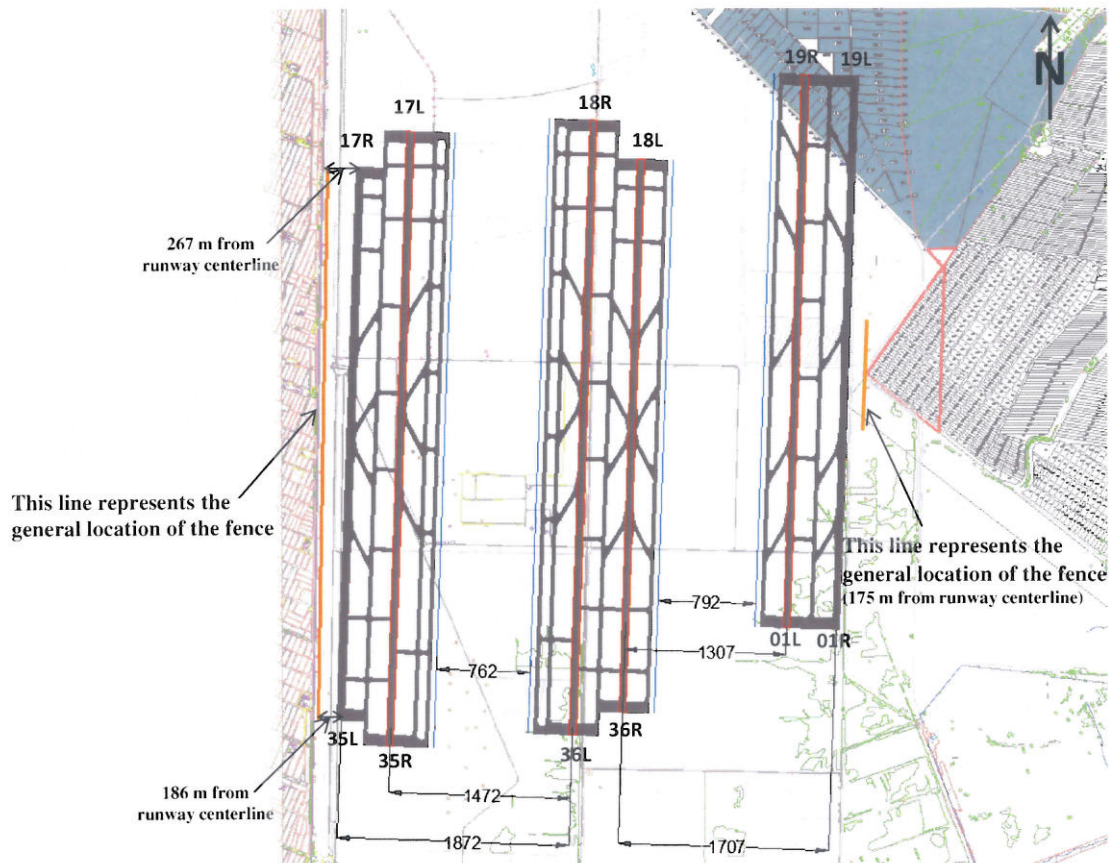 19R 19L
N
18R
17L
18L
17R
267 m from
runway centerline
This line represents the
general location of the fence
This line represents the
general location of the fence
(175 m from runway centerline)
792
01L 01R
1307
762
35L
36R
36L
35R
186 m from
runway centerline
1472
1872
1707